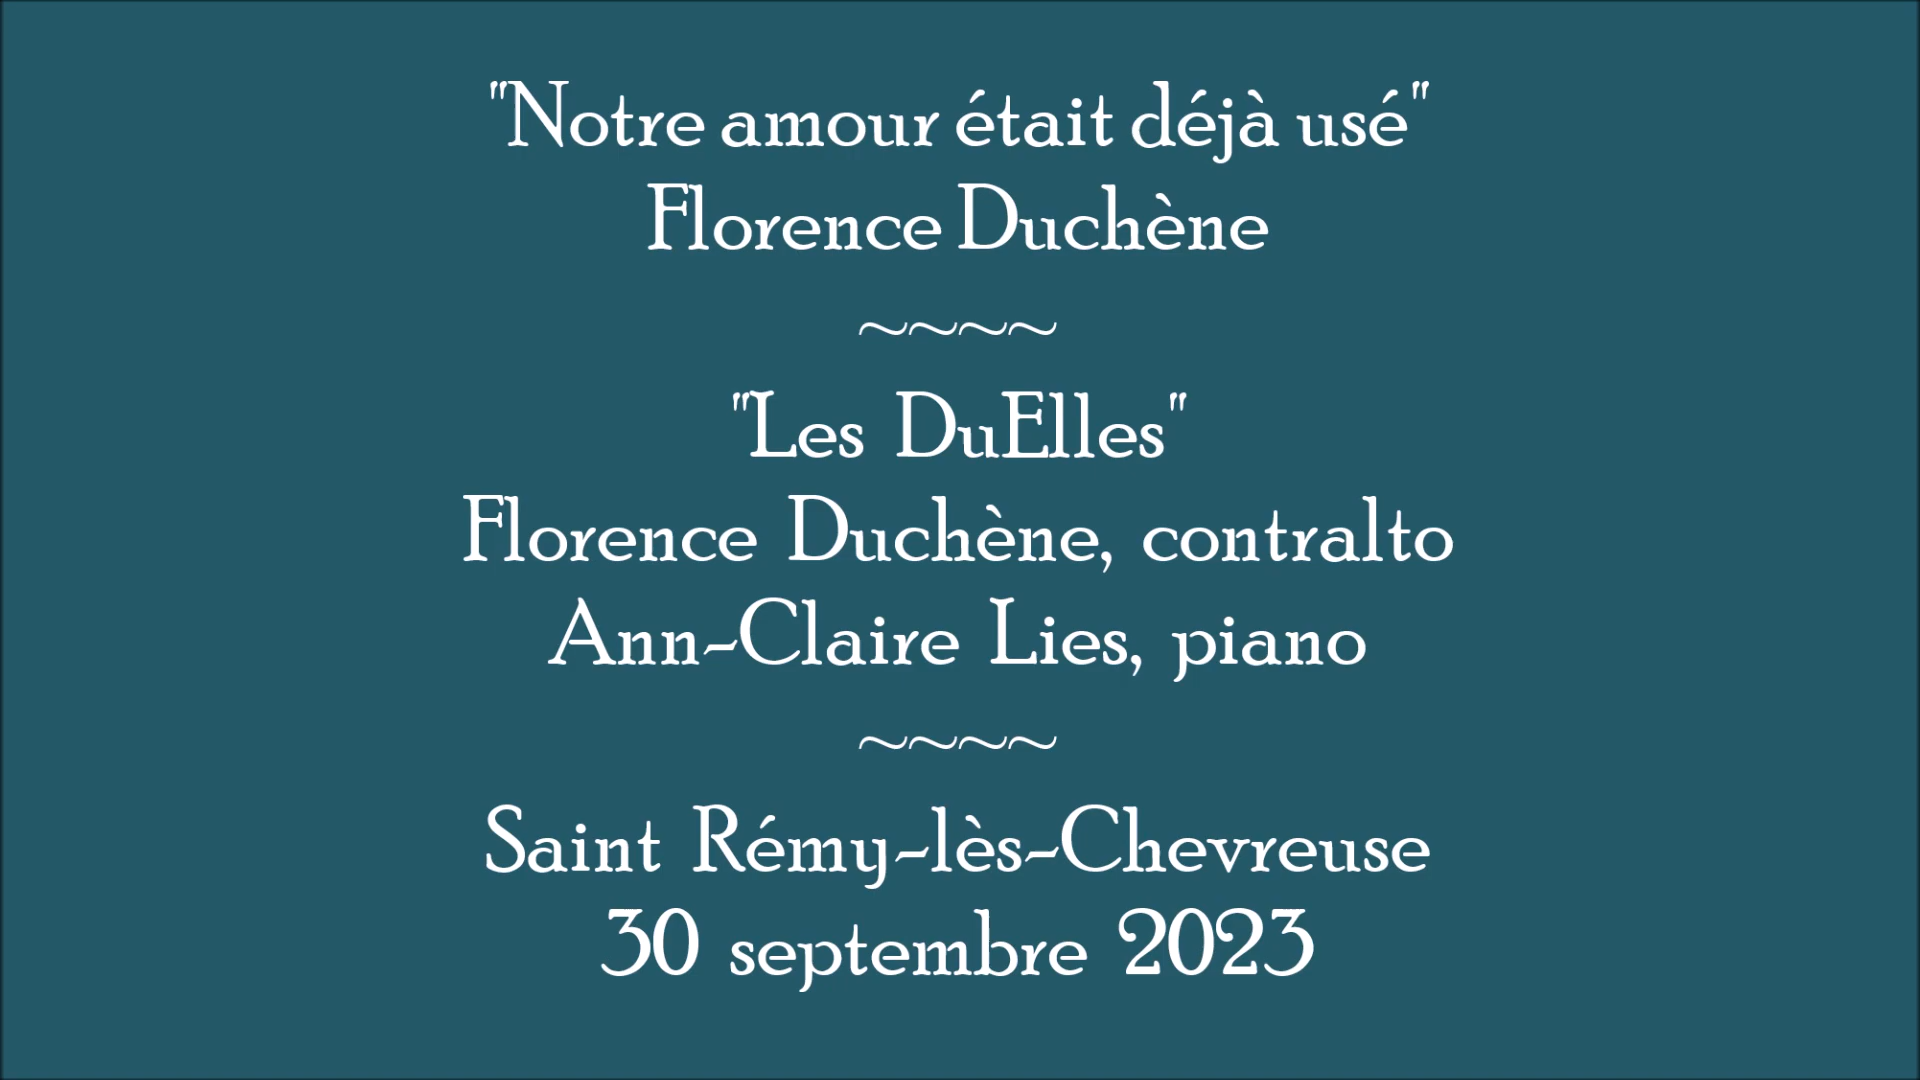 "Notre amour était déjà usé"
Florence Duchène
~~~~
"Les DuElles"
Florence Duchène, contralto
Ann-Claire Lies, piano
~~~~
Saint Rémy-lès-Chevreuse
30 septembre 2023